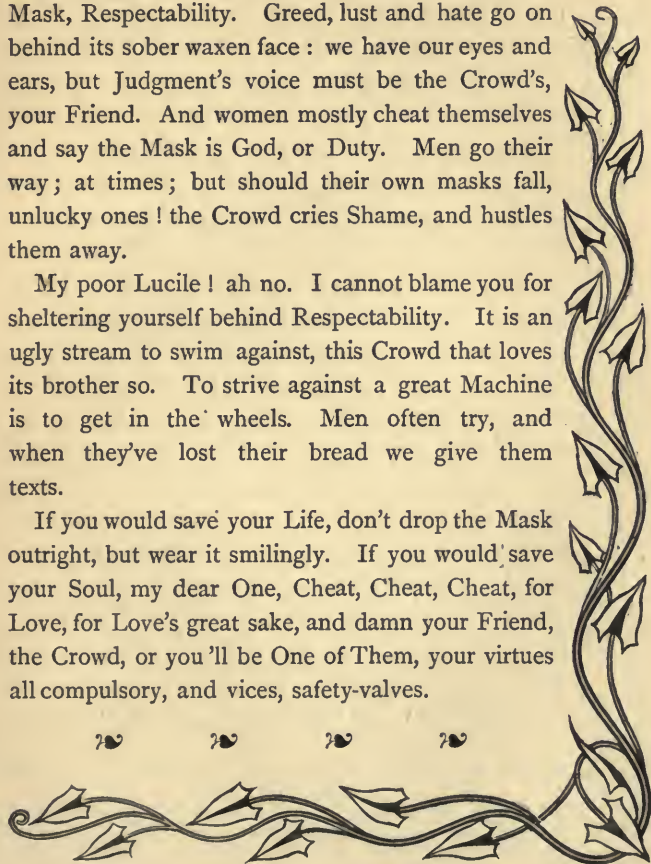 Mask, Respectability. Greed, lust and hate go on
behind its sober waxen face : we have our eyes and
ears, but Judgment's voice must be the Crowd's,
your Friend. And women mostly cheat themselves
and say the Mask is God, or Duty. Men go their
way ; at times ; but should their own masks fall,
unlucky ones ! the Crowd cries Shame, and hustles
them away.
My poor Lucile ! ah no. I cannot blame you for
sheltering yourself behind Respectability. It is an
ugly stream to swim against, this Crowd that loves
its brother so. To strive against a great Machine
is to get in the wheels. Men often try, and
when they've lost their bread we give them
texts.
If you would save your Life, don't drop the Mask
outright, but wear it smilingly. If you would save
your Soul, my dear One, Cheat, Cheat, Cheat, for
Love, for Love's great sake, and damn your Friend,
the Crowd, or you'll be One of Them, your virtues
all compulsory, and vices, safety-valves.